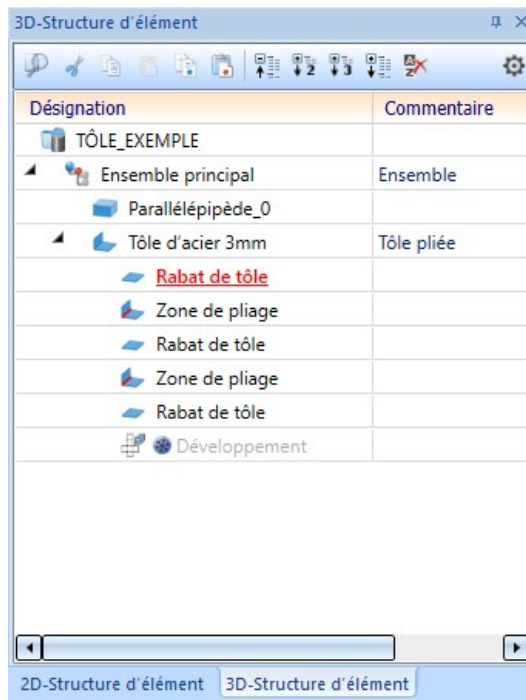 3D-Structure d'élément
Désignation Commentaire
TÔLE_EXEMPLE
Ensemble principal Ensemble
Parallélépipède_0
Tôle d'acier 3mm Tôle pliée
Rabat de tôle
Zone de pliage
Rabat de tôle
Zone de pliage
Rabat de tôle
Développement
2D-Structure d'élément 3D-Structure d'élément